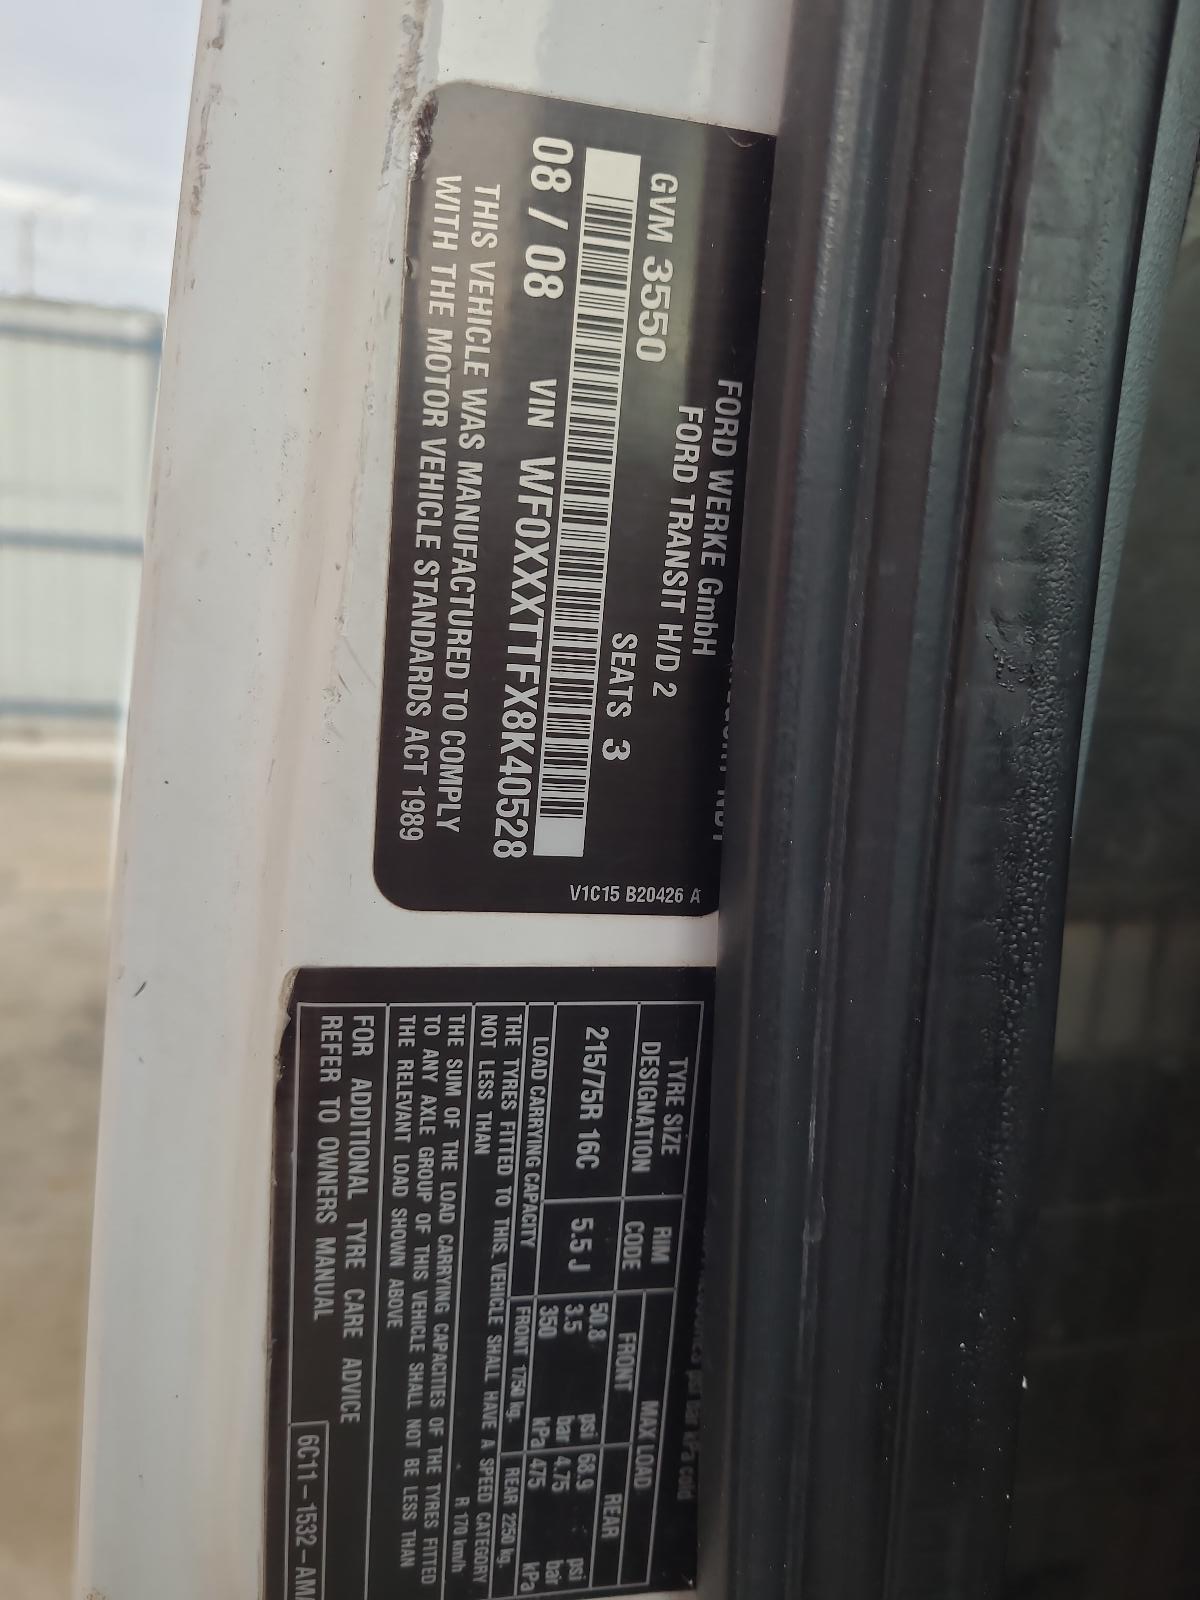 FORD WERKE GmbH
FORD TRANSIT H/D 2
GVM 3550 SEATS 3
08 / 08 VIN WF0XXXTTFX8K40528
THIS VEHICLE WAS MANUFACTURED TO COMPLY
WITH THE MOTOR VEHICLE STANDARDS ACT 1989
V1C15 B20426 A
kPa cold
TYRE SIZE DESIGNATION RIM CODE MAX LOAD
FRONT REAR
215/75R 16C 5.5 J 50.8 psi 68.9 psi
3.5 bar 4.75 bar
350 kPa 475 kPa
LOAD CARRYING CAPACITY FRONT 1750 kg. REAR 2250 kg.
THE TYRES FITTED TO THIS VEHICLE SHALL HAVE A SPEED CATEGORY
NOT LESS THAN R 170 km/h
THE SUM OF THE LOAD CARRYING CAPACITIES OF THE TYRES FITTED
TO ANY AXLE GROUP OF THIS VEHICLE SHALL NOT BE LESS THAN
THE RELEVANT LOAD SHOWN ABOVE
FOR ADDITIONAL TYRE CARE ADVICE
REFER TO OWNERS MANUAL
6C11-1532-AM